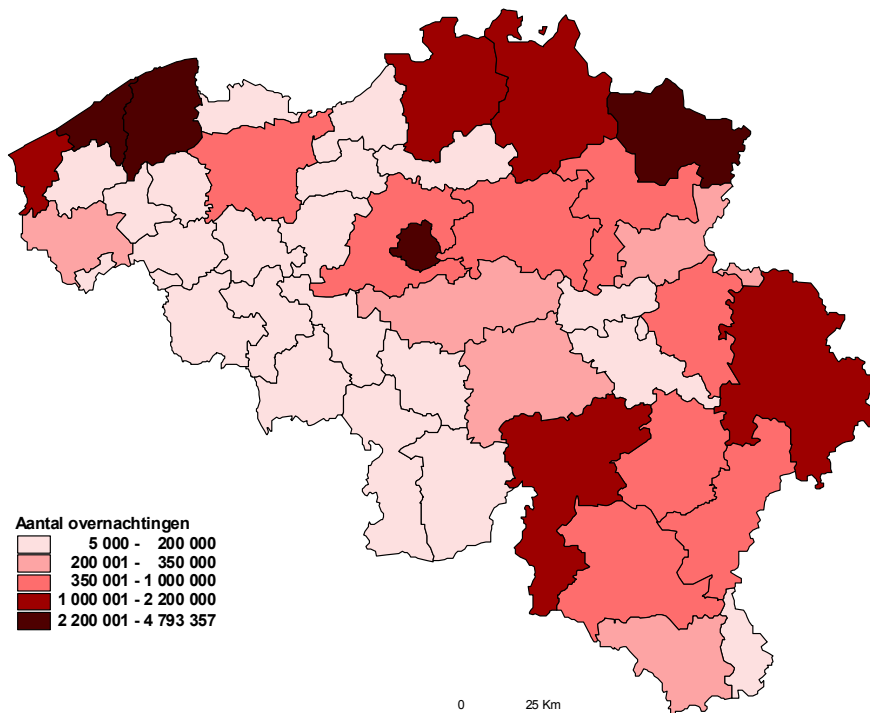 Aantal overnachtingen
5 000 - 200 000
200 001 - 350 000
350 001 - 1 000 000
1 000 001 - 2 200 000
2 200 001 - 4 793 357
0 25 Km